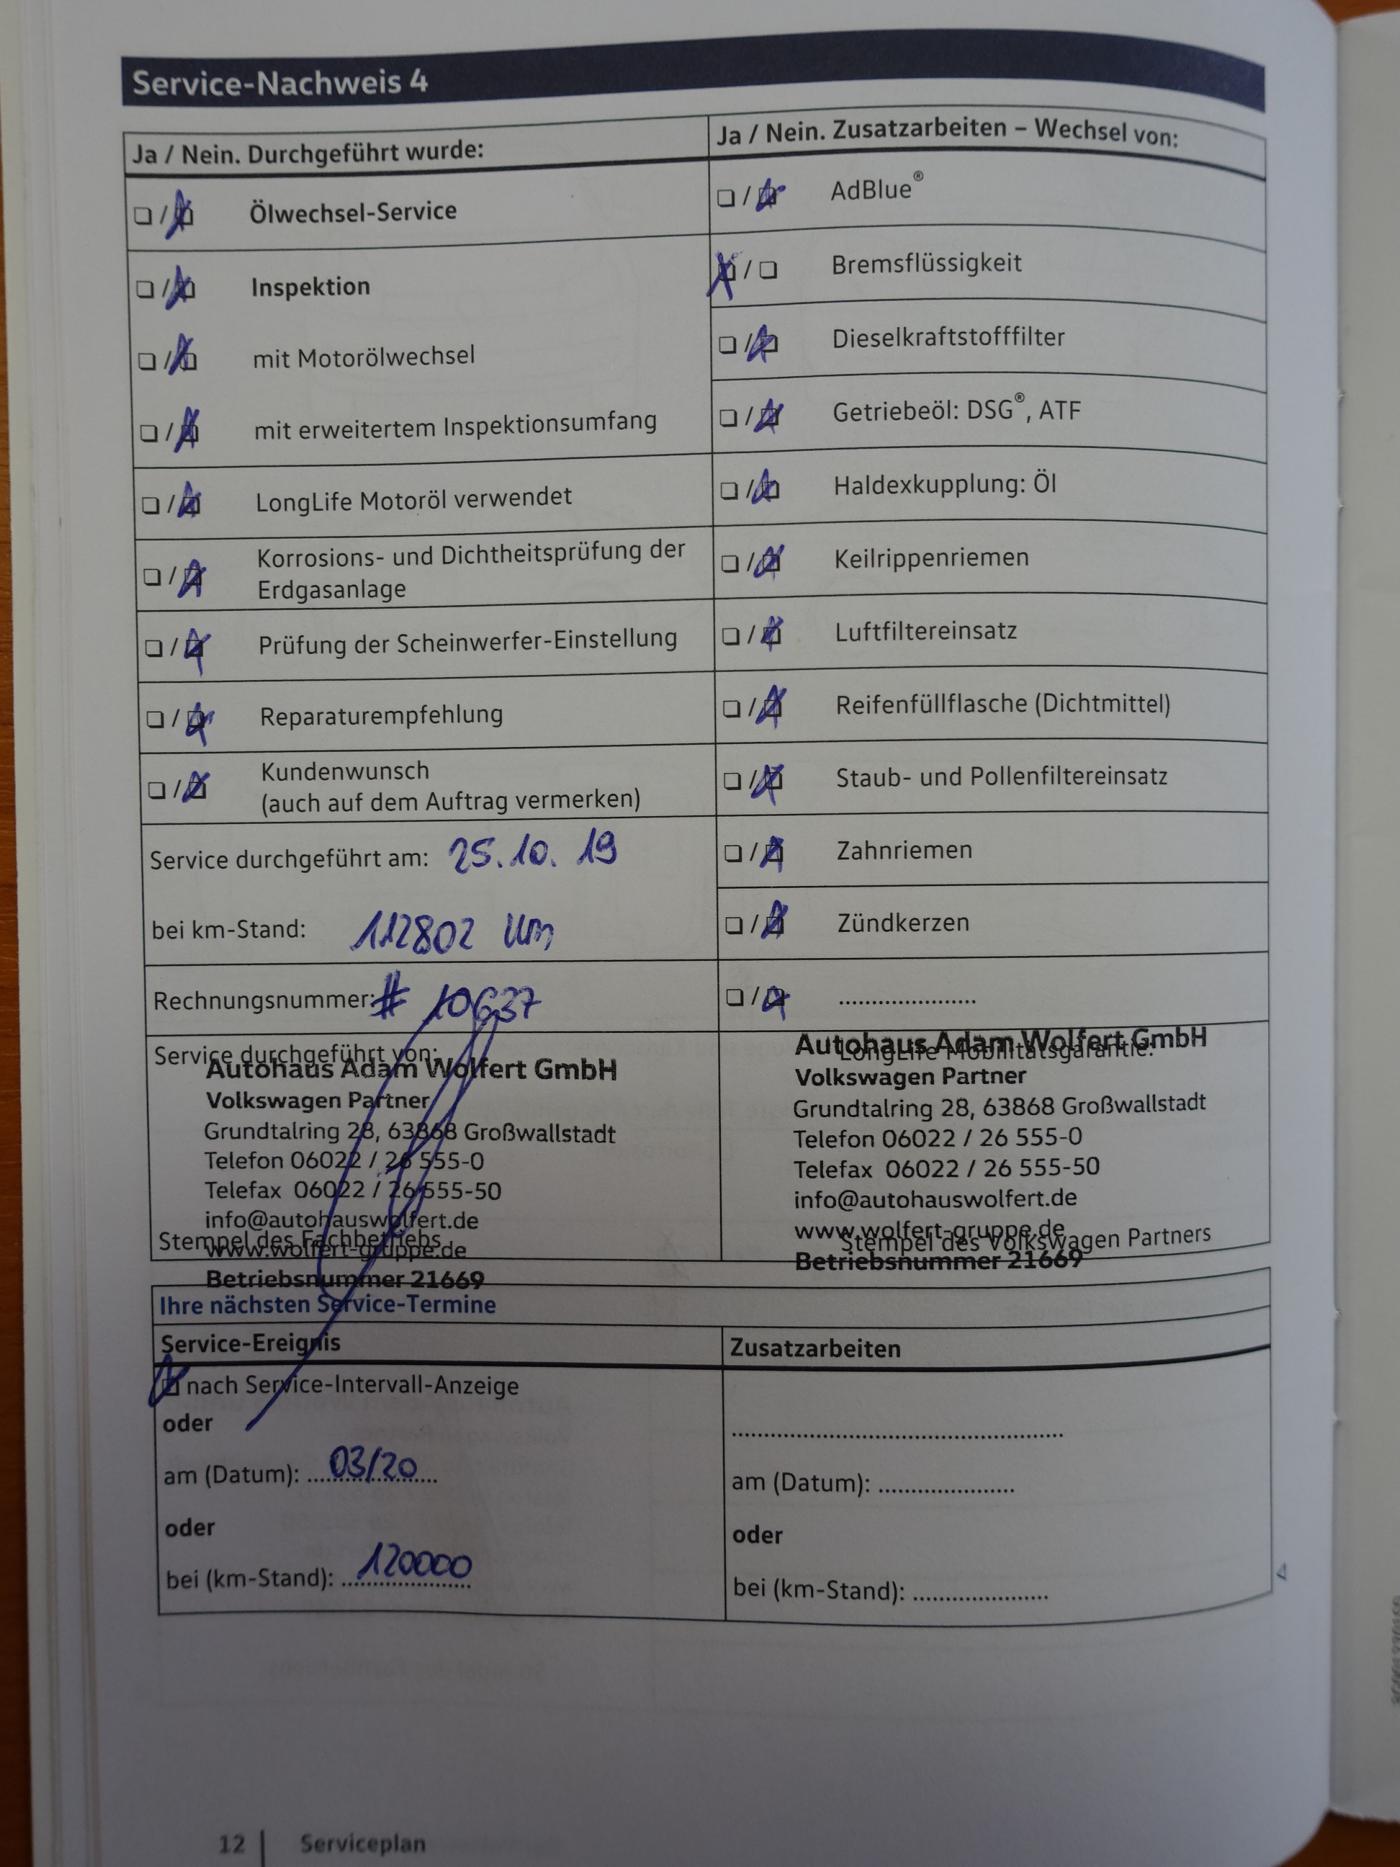 Service-Nachweis 4
Ja / Nein. Durchgeführt wurde:
Ölwechsel-Service
Inspektion
mit Motorölwechsel
mit erweitertem Inspektionsumfang
LongLife Motoröl verwendet
Korrosions- und Dichtheitsprüfung der
Erdgasanlage
Prüfung der Scheinwerfer-Einstellung
Reparaturempfehlung
Kundenwunsch
(auch auf dem Auftrag vermerken)
Service durchgeführt am: 25.10.19
bei km-Stand: 112802 km
Rechnungsnummer: # 10637
Service durchgeführt von:
Autohaus Adam Wolfert GmbH
Volkswagen Partner
Grundtalring 28, 63868 Großwallstadt
Telefon 06022 / 26 555-0
Telefax 06022 / 26 555-50
info@autohauswolfert.de
Stempel des Fachbetriebs
www.wolfert-gruppe.de
Betriebsnummer 21669
Ja / Nein. Zusatzarbeiten – Wechsel von:
AdBlue®
Bremsflüssigkeit
Dieselkraftstofffilter
Getriebeöl: DSG®, ATF
Haldexkupplung: Öl
Keilrippenriemen
Luftfiltereinsatz
Reifenfüllflasche (Dichtmittel)
Staub- und Pollenfiltereinsatz
Zahnriemen
Zündkerzen
.....................
Autohaus Adam Wolfert GmbH
LongLife Mobilitätsgarantie:
Volkswagen Partner
Grundtalring 28, 63868 Großwallstadt
Telefon 06022 / 26 555-0
Telefax 06022 / 26 555-50
info@autohauswolfert.de
www.wolfert-gruppe.de
Stempel des Volkswagen Partners
Betriebsnummer 21669
Ihre nächsten Service-Termine
Service-Ereignis
nach Service-Intervall-Anzeige
oder
am (Datum): 03/20
oder
bei (km-Stand): 120000
Zusatzarbeiten
am (Datum): .....................
oder
bei (km-Stand): .....................
12 | Serviceplan